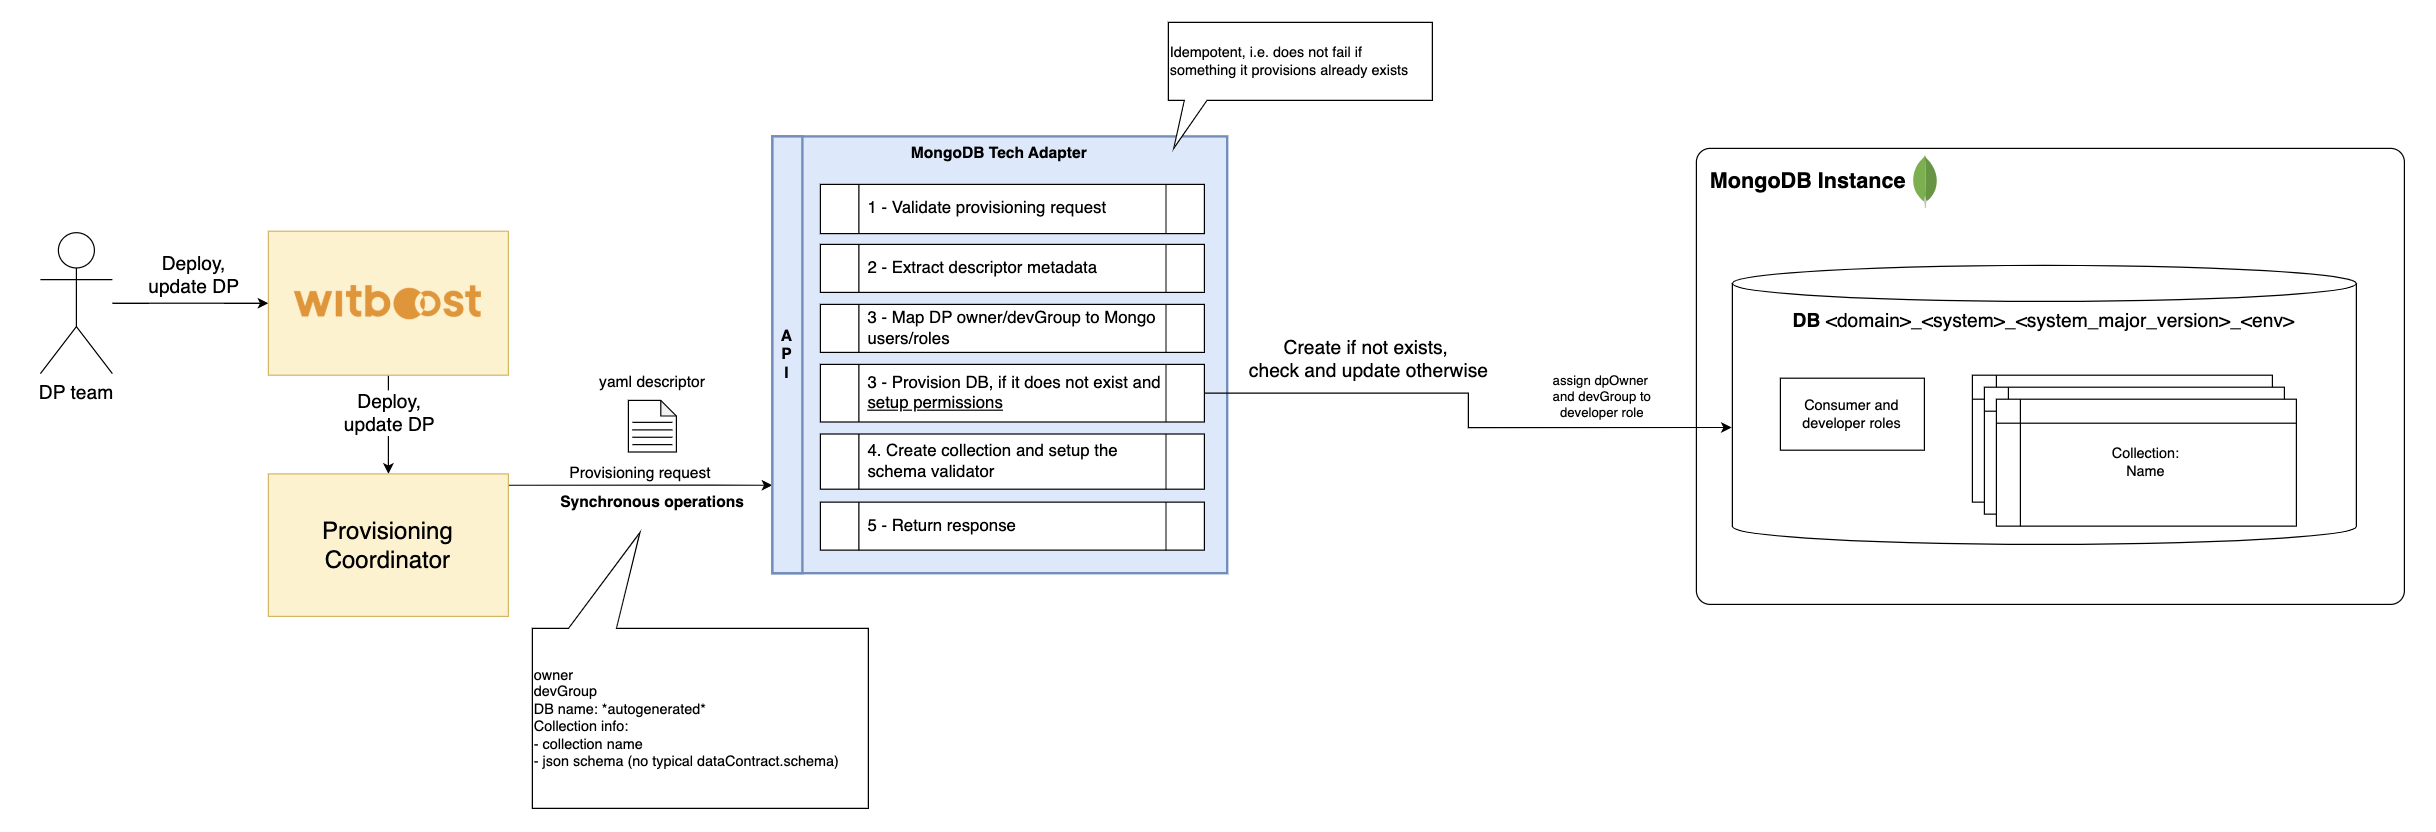 Idempotent, i.e. does not fail if
something it provisions already exists
MongoDB Tech Adapter
A
P
I
1 - Validate provisioning request
2 - Extract descriptor metadata
3 - Map DP owner/devGroup to Mongo
users/roles
3 - Provision DB, if it does not exist and
setup permissions
4. Create collection and setup the
schema validator
5 - Return response
DP team
Deploy,
update DP
witboost
Deploy,
update DP
Provisioning
Coordinator
yaml descriptor
Provisioning request
Synchronous operations
owner
devGroup
DB name: *autogenerated*
Collection info:
- collection name
- json schema (no typical dataContract.schema)
Create if not exists,
check and update otherwise
assign dpOwner
and devGroup to
developer role
MongoDB Instance
DB <domain>_<system>_<system_major_version>_<env>
Consumer and
developer roles
Collection:
Name